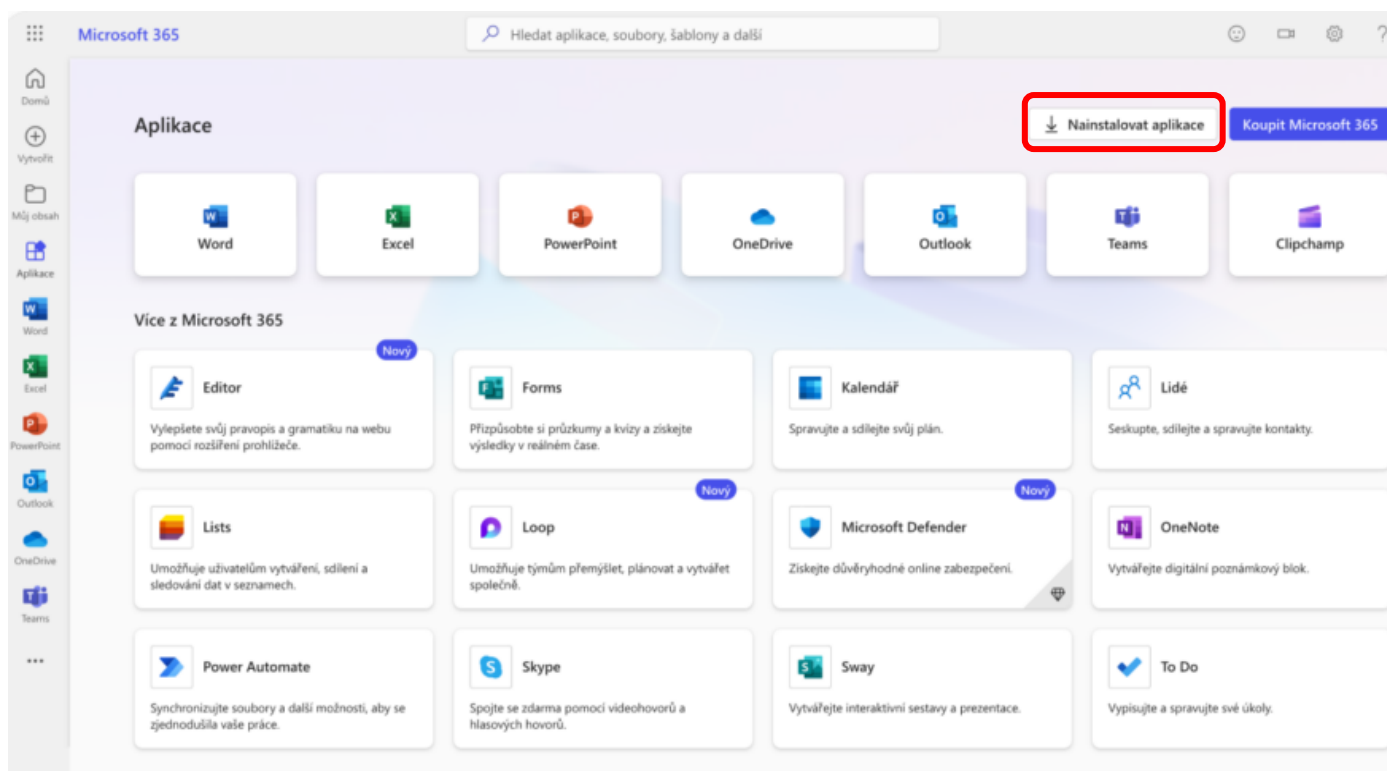 Microsoft 365
Hledat aplikace, soubory, šablony a další
?
Domů
Vytvořit
Můj obsah
Aplikace
Word
Excel
PowerPoint
Outlook
OneDrive
Teams
Aplikace
Nainstalovat aplikace
Koupit Microsoft 365
Word
Excel
PowerPoint
OneDrive
Outlook
Teams
Clipchamp
Více z Microsoft 365
Nový
Editor
Vylepšete svůj pravopis a gramatiku na webu
pomocí rozšíření prohlížeče.
Forms
Přizpůsobte si průzkumy a kvízy a získejte
výsledky v reálném čase.
Kalendář
Spravujte a sdílejte svůj plán.
Lidé
Seskupte, sdílejte a spravujte kontakty.
Lists
Umožňuje uživatelům vytváření, sdílení a
sledování dat v seznamech.
Nový
Loop
Umožňuje týmům přemýšlet, plánovat a vytvářet
společně.
Nový
Microsoft Defender
Získejte důvěryhodné online zabezpečení.
OneNote
Vytvářejte digitální poznámkový blok.
Power Automate
Synchronizujte soubory a další možnosti, aby se
zjednodušila vaše práce.
Skype
Spojte se zdarma pomocí videohovorů a
hlasových hovorů.
Sway
Vytvářejte interaktivní sestavy a prezentace.
To Do
Vypisujte a spravujte své úkoly.